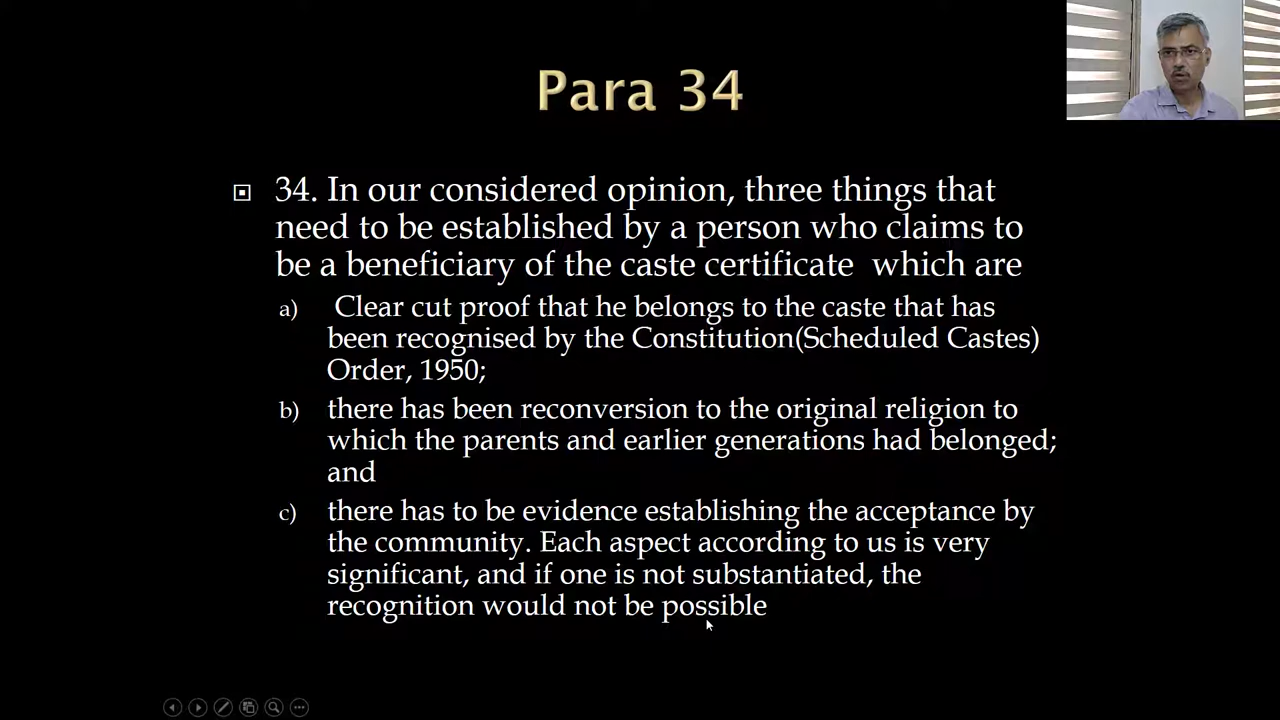 Para 34
34. In our considered opinion, three things that
need to be established by a person who claims to
be a beneficiary of the caste certificate  which are
a) Clear cut proof that he belongs to the caste that has
been recognised by the Constitution(Scheduled Castes)
Order, 1950;
b) there has been reconversion to the original religion to
which the parents and earlier generations had belonged;
and
c) there has to be evidence establishing the acceptance by
the community. Each aspect according to us is very
significant, and if one is not substantiated, the
recognition would not be possible